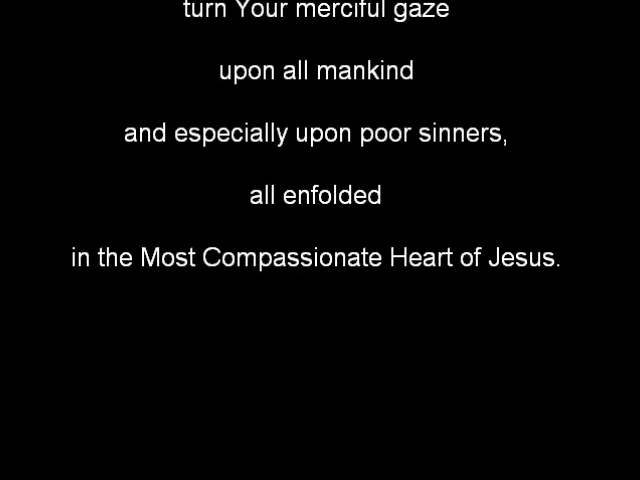 turn Your merciful gaze
upon all mankind
and especially upon poor sinners,
all enfolded
in the Most Compassionate Heart of Jesus.